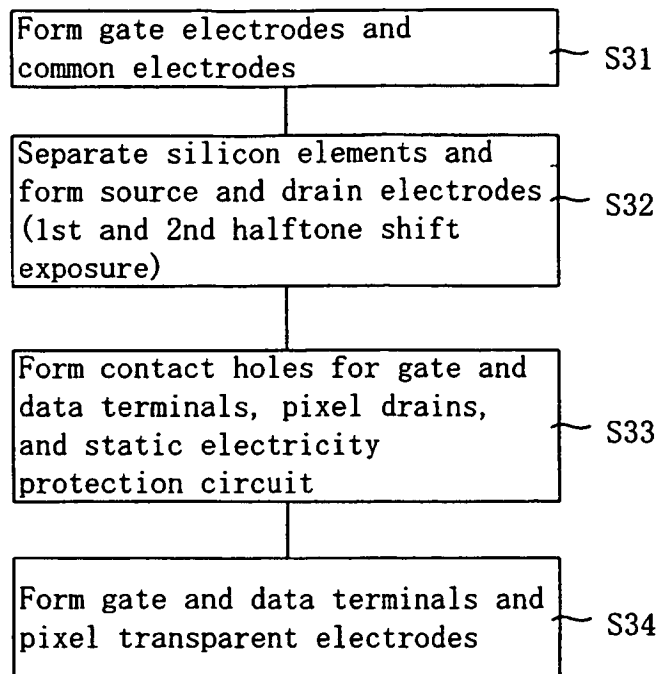 Form gate electrodes and
common electrodes
S31
Separate silicon elements and
form source and drain electrodes
(1st and 2nd halftone shift
exposure)
S32
Form contact holes for gate and
data terminals, pixel drains,
and static electricity
protection circuit
S33
Form gate and data terminals and
pixel transparent electrodes
S34